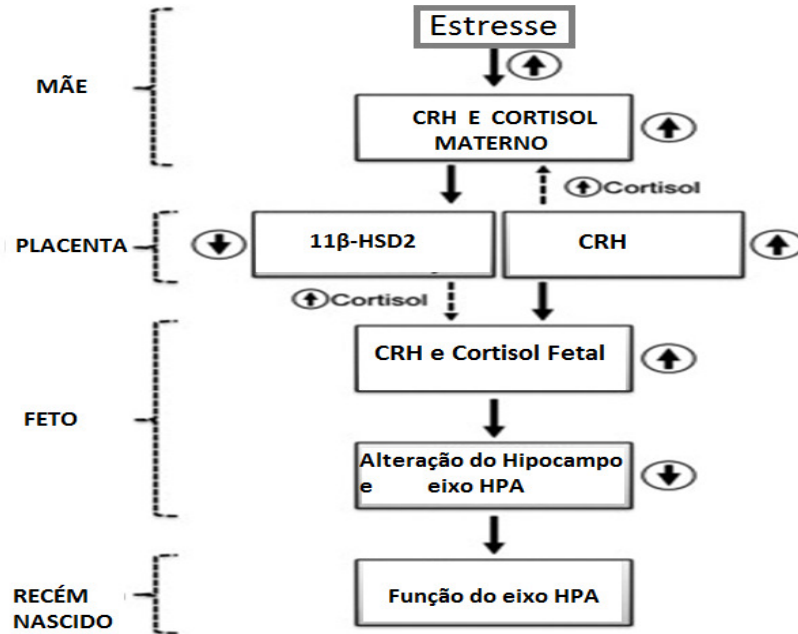 Estresse
MÃE
CRH E CORTISOL
MATERNO
Cortisol
PLACENTA
11β-HSD2
CRH
Cortisol
CRH e Cortisol Fetal
FETO
Alteração do Hipocampo
e eixo HPA
RECÉM
NASCIDO
Função do eixo HPA